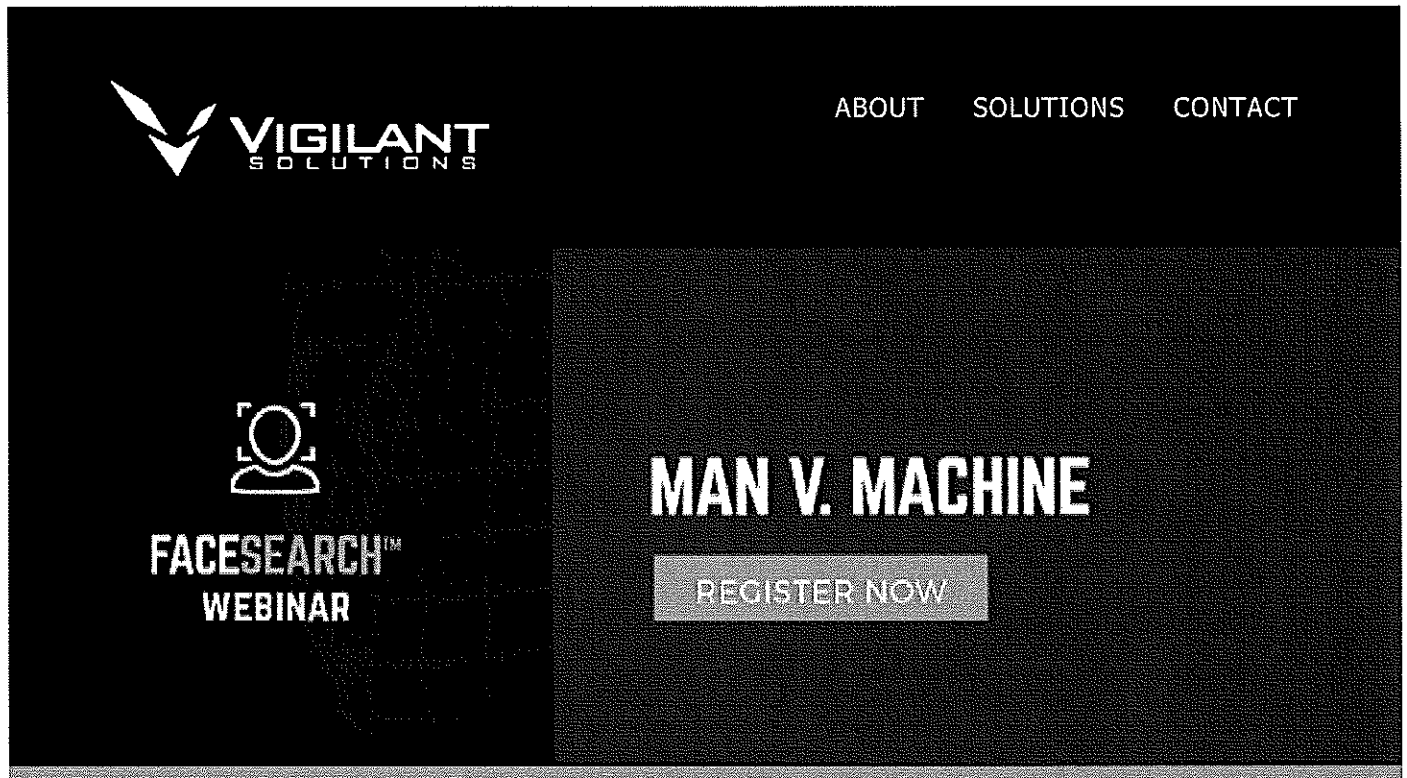 VIGILANT
SOLUTIONS
ABOUT SOLUTIONS CONTACT
FACESEARCH™
WEBINAR
MAN V. MACHINE
REGISTER NOW